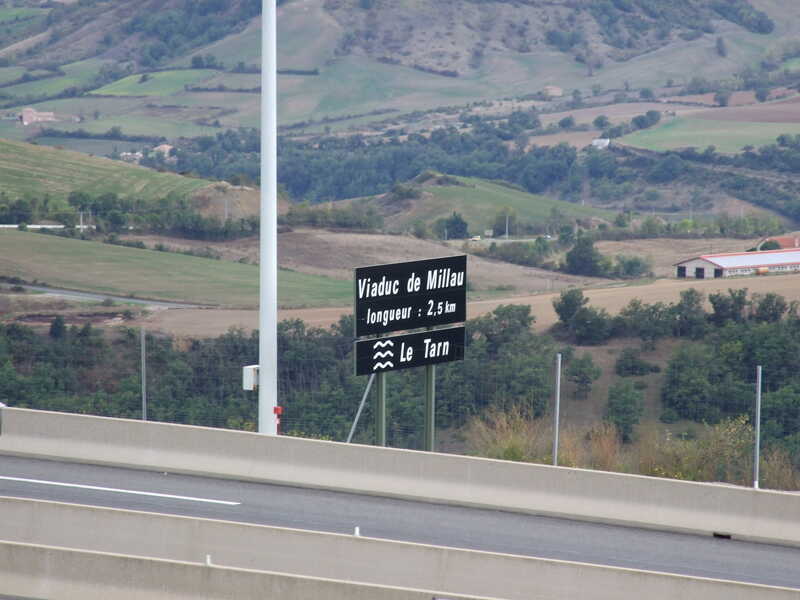 Viaduc de Millau
longueur : 2,5 km
Le Tarn